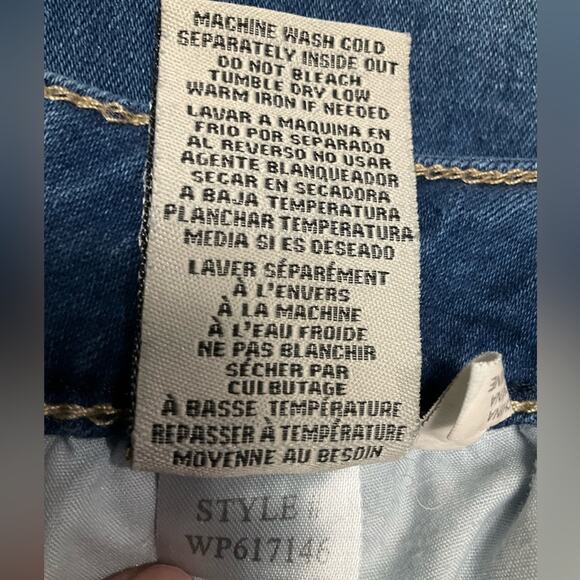 MACHINE WASH COLD
SEPARATELY INSIDE OUT
DO NOT BLEACH
TUMBLE DRY LOW
WARM IRON IF NEEDED
LAVAR A MAQUINA EN
FRIO POR SEPARADO
AL REVERSO NO USAR
AGENTE BLANQUEADOR
SECAR EN SECADORA
A BAJA TEMPERATURA
PLANCHAR TEMPERATURA
MEDIA SI ES DESEADO
LAVER SÉPARÉMENT
À L'ENVERS
À LA MACHINE
À L'EAU FROIDE
NE PAS BLANCHIR
SÉCHER PAR
CULBUTAGE
À BASSE TEMPÉRATURE
REPASSER À TEMPÉRATURE
MOYENNE AU BESOIN
STYLE
WP617146